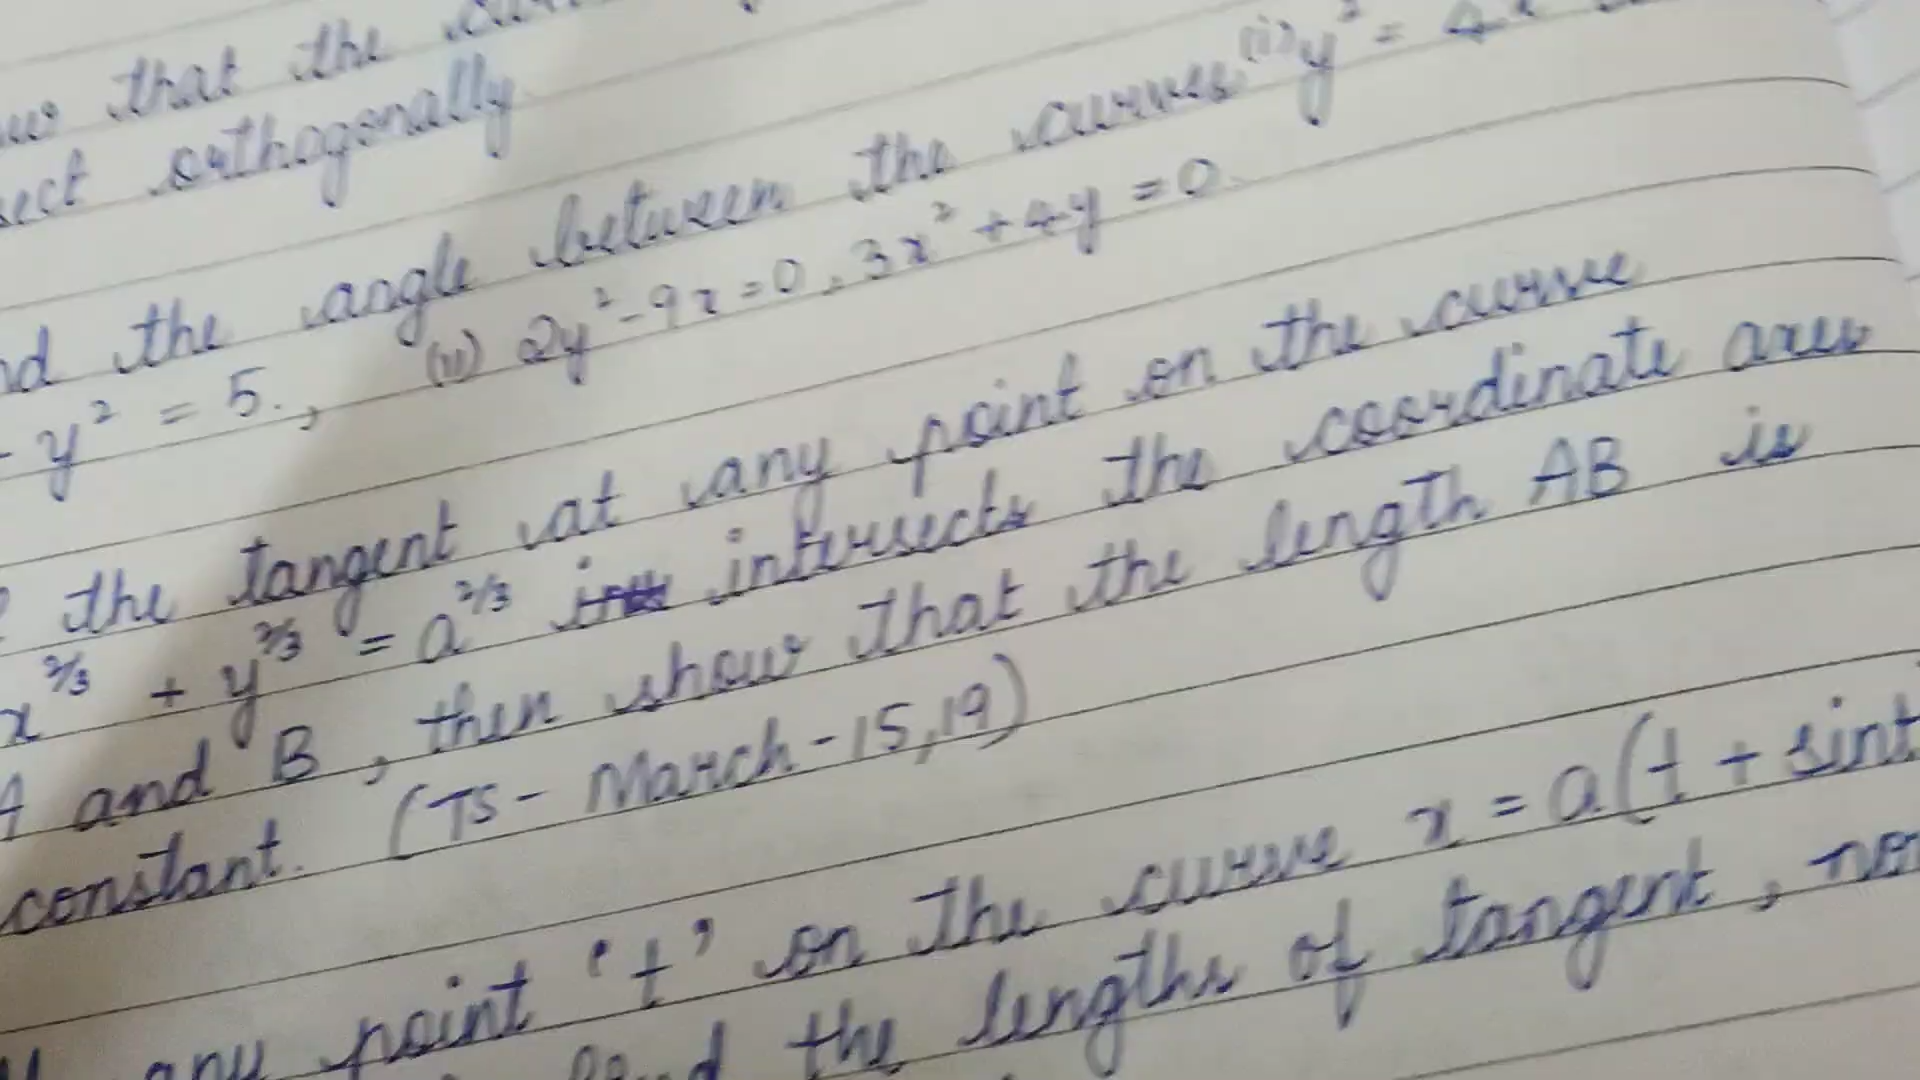 that the
orthogonally
the angle between the curves (i) y² = 4x
y² = 5., (ii) 2y² - 9x = 0, 3x² + 4y = 0.
the tangent at any point on the curve
x^2/3 + y^2/3 = a^2/3 intersects the coordinate axes
A and B, then show that the length AB is
constant. (TS - March - 15, 19)
any point 't' on the curve x = a(t + sint
the lengths of tangent,